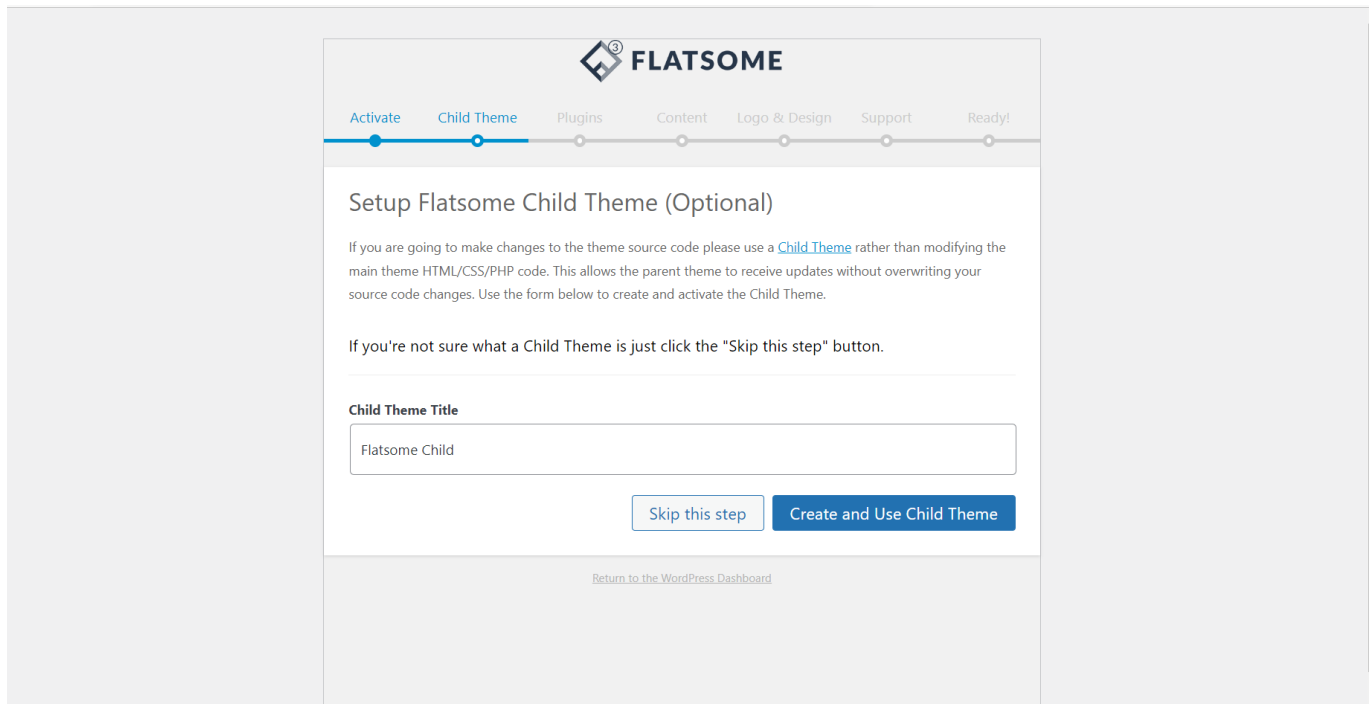 3
FLATSOME
Activate Child Theme Plugins Content Logo & Design Support Ready!
Setup Flatsome Child Theme (Optional)
If you are going to make changes to the theme source code please use a Child Theme rather than modifying the
main theme HTML/CSS/PHP code. This allows the parent theme to receive updates without overwriting your
source code changes. Use the form below to create and activate the Child Theme.
If you're not sure what a Child Theme is just click the "Skip this step" button.
Child Theme Title
Flatsome Child
Skip this step Create and Use Child Theme
Return to the WordPress Dashboard